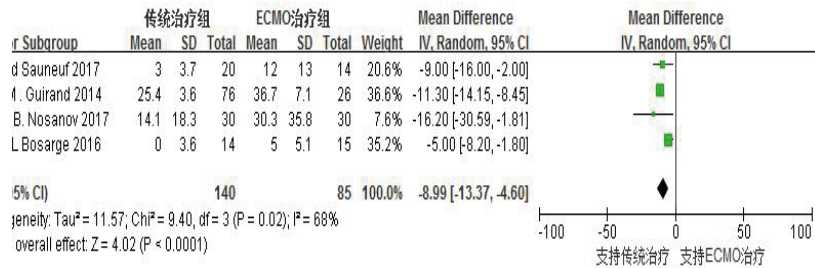 传统治疗组 ECMO治疗组 Mean Difference Mean Difference
or Subgroup Mean SD Total Mean SD Total Weight IV, Random, 95% CI IV, Random, 95% CI
d Sauneuf 2017 3 3.7 20 12 13 14 20.6% -9.00 [-16.00, -2.00]
M. Guirand 2014 25.4 3.6 76 36.7 7.1 26 36.6% -11.30 [-14.15, -8.45]
B. Nosanov 2017 14.1 18.3 30 30.3 35.8 30 7.6% -16.20 [-30.59, -1.81]
L Bosarge 2016 0 3.6 14 5 5.1 15 35.2% -5.00 [-8.20, -1.80]
95% CI) 140 85 100.0% -8.99 [-13.37, -4.60]
geneity: Tau² = 11.57; Chi² = 9.40, df = 3 (P = 0.02); I² = 68%
overall effect: Z = 4.02 (P < 0.0001)
-100 -50 0 50 100
支持传统治疗 支持ECMO治疗